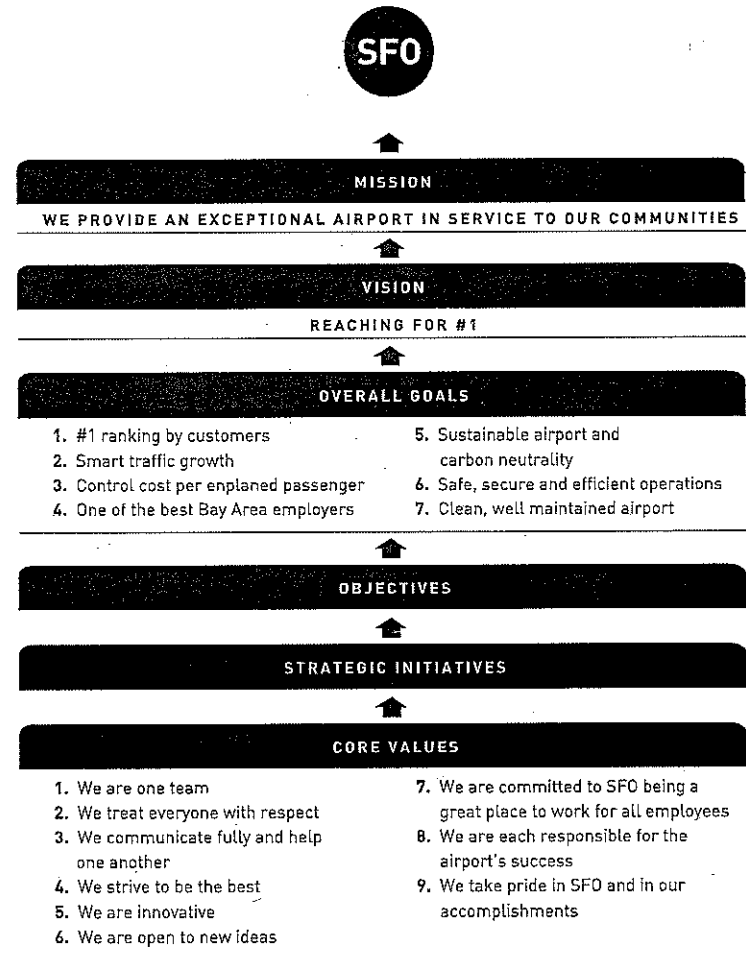 SFO
MISSION
WE PROVIDE AN EXCEPTIONAL AIRPORT IN SERVICE TO OUR COMMUNITIES
VISION
REACHING FOR #1
OVERALL GOALS
1. #1 ranking by customers
2. Smart traffic growth
3. Control cost per enplaned passenger
4. One of the best Bay Area employers
5. Sustainable airport and
carbon neutrality
6. Safe, secure and efficient operations
7. Clean, well maintained airport
OBJECTIVES
STRATEGIC INITIATIVES
CORE VALUES
1. We are one team
2. We treat everyone with respect
3. We communicate fully and help
one another
4. We strive to be the best
5. We are innovative
6. We are open to new ideas
7. We are committed to SFO being a
great place to work for all employees
8. We are each responsible for the
airport's success
9. We take pride in SFO and in our
accomplishments